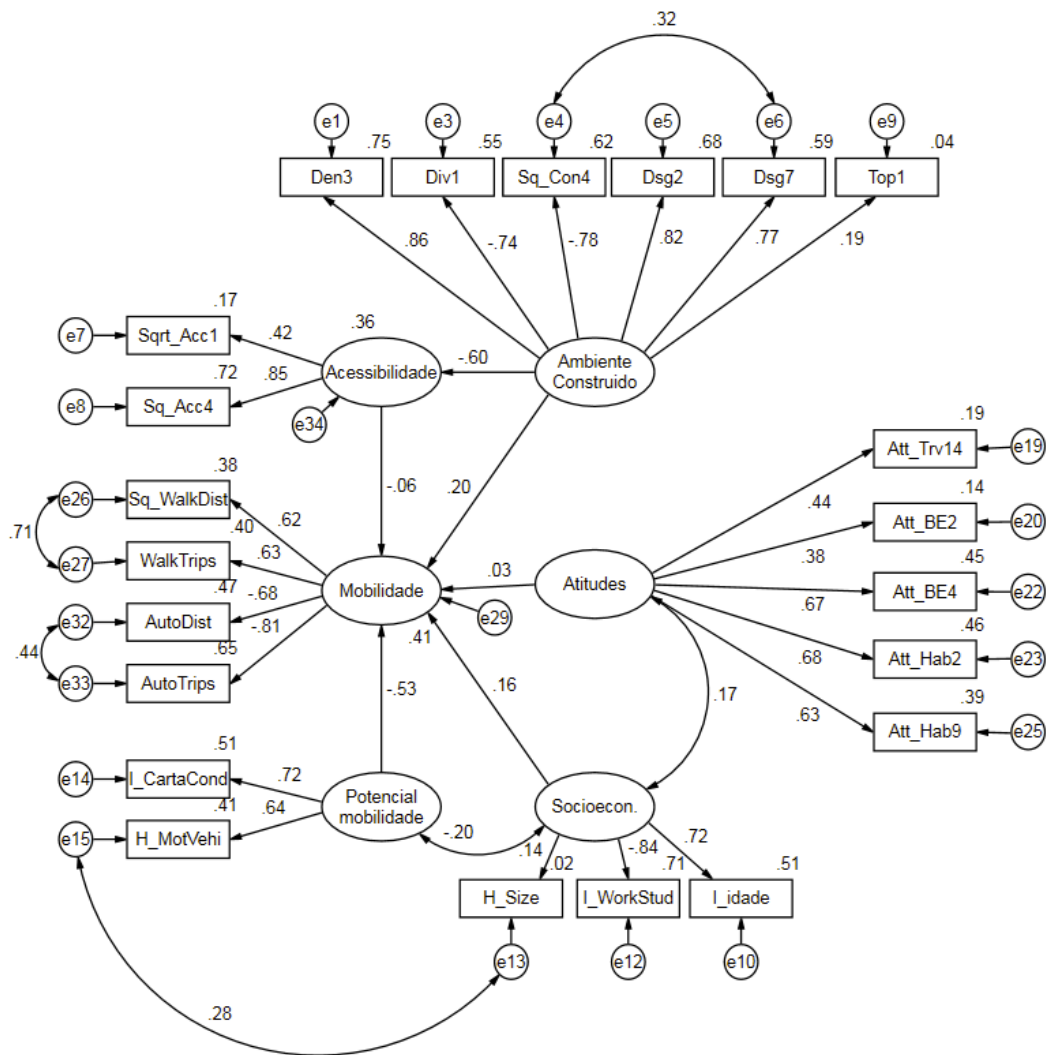 .32
e1
e3
e4
e5
e6
e9
.75
.55
.62
.68
.59
.04
Den3
Div1
Sq_Con4
Dsg2
Dsg7
Top1
.86
-.74
-.78
.82
.77
.19
.17
e7
Sqrt_Acc1
.42
.36
.72
.85
Acessibilidade
-.60
Ambiente
Construido
e8
Sq_Acc4
e34
.19
Att_Trv14
e19
.38
-.06
.20
.44
.14
e26
Sq_WalkDist
.62
Att_BE2
e20
.71
.40
.38
e27
WalkTrips
.63
.45
.47
-.68
Mobilidade
.03
Atitudes
.67
Att_BE4
e22
e32
AutoDist
-.81
e29
.46
.44
.65
.41
.68
Att_Hab2
e23
e33
AutoTrips
-.53
.16
.17
.63
.39
Att_Hab9
e25
.51
e14
I_CartaCond
.72
Potencial
mobilidade
Socioecon.
.41
.64
e15
H_MotVehi
-.20
.14
-.84
.72
.02
.71
.51
H_Size
I_WorkStud
I_idade
e13
e12
e10
.28